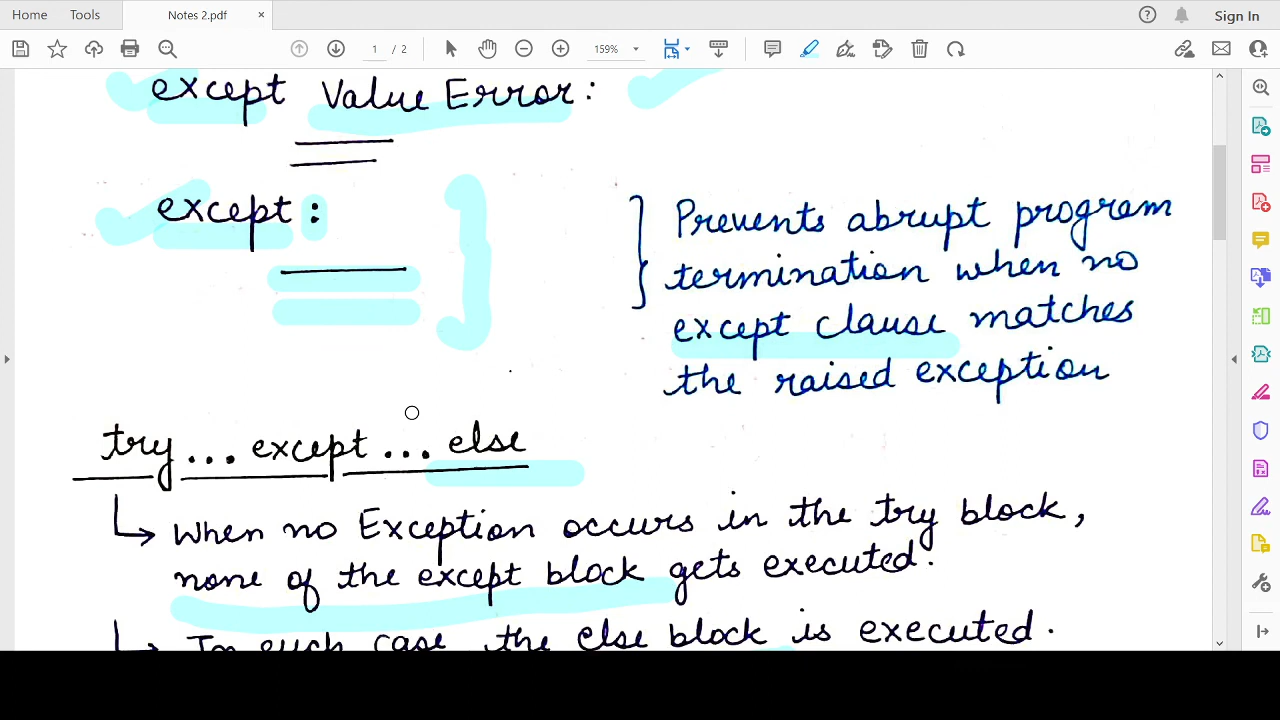 Home Tools Notes 2.pdf × Sign In
1 / 2 159%
except Value Error:
except :
Prevents abrupt program
termination when no
except clause matches
the raised exception
try ... except ... else
When no Exception occurs in the try block,
none of the except block gets executed.
In such case, the else block is executed.